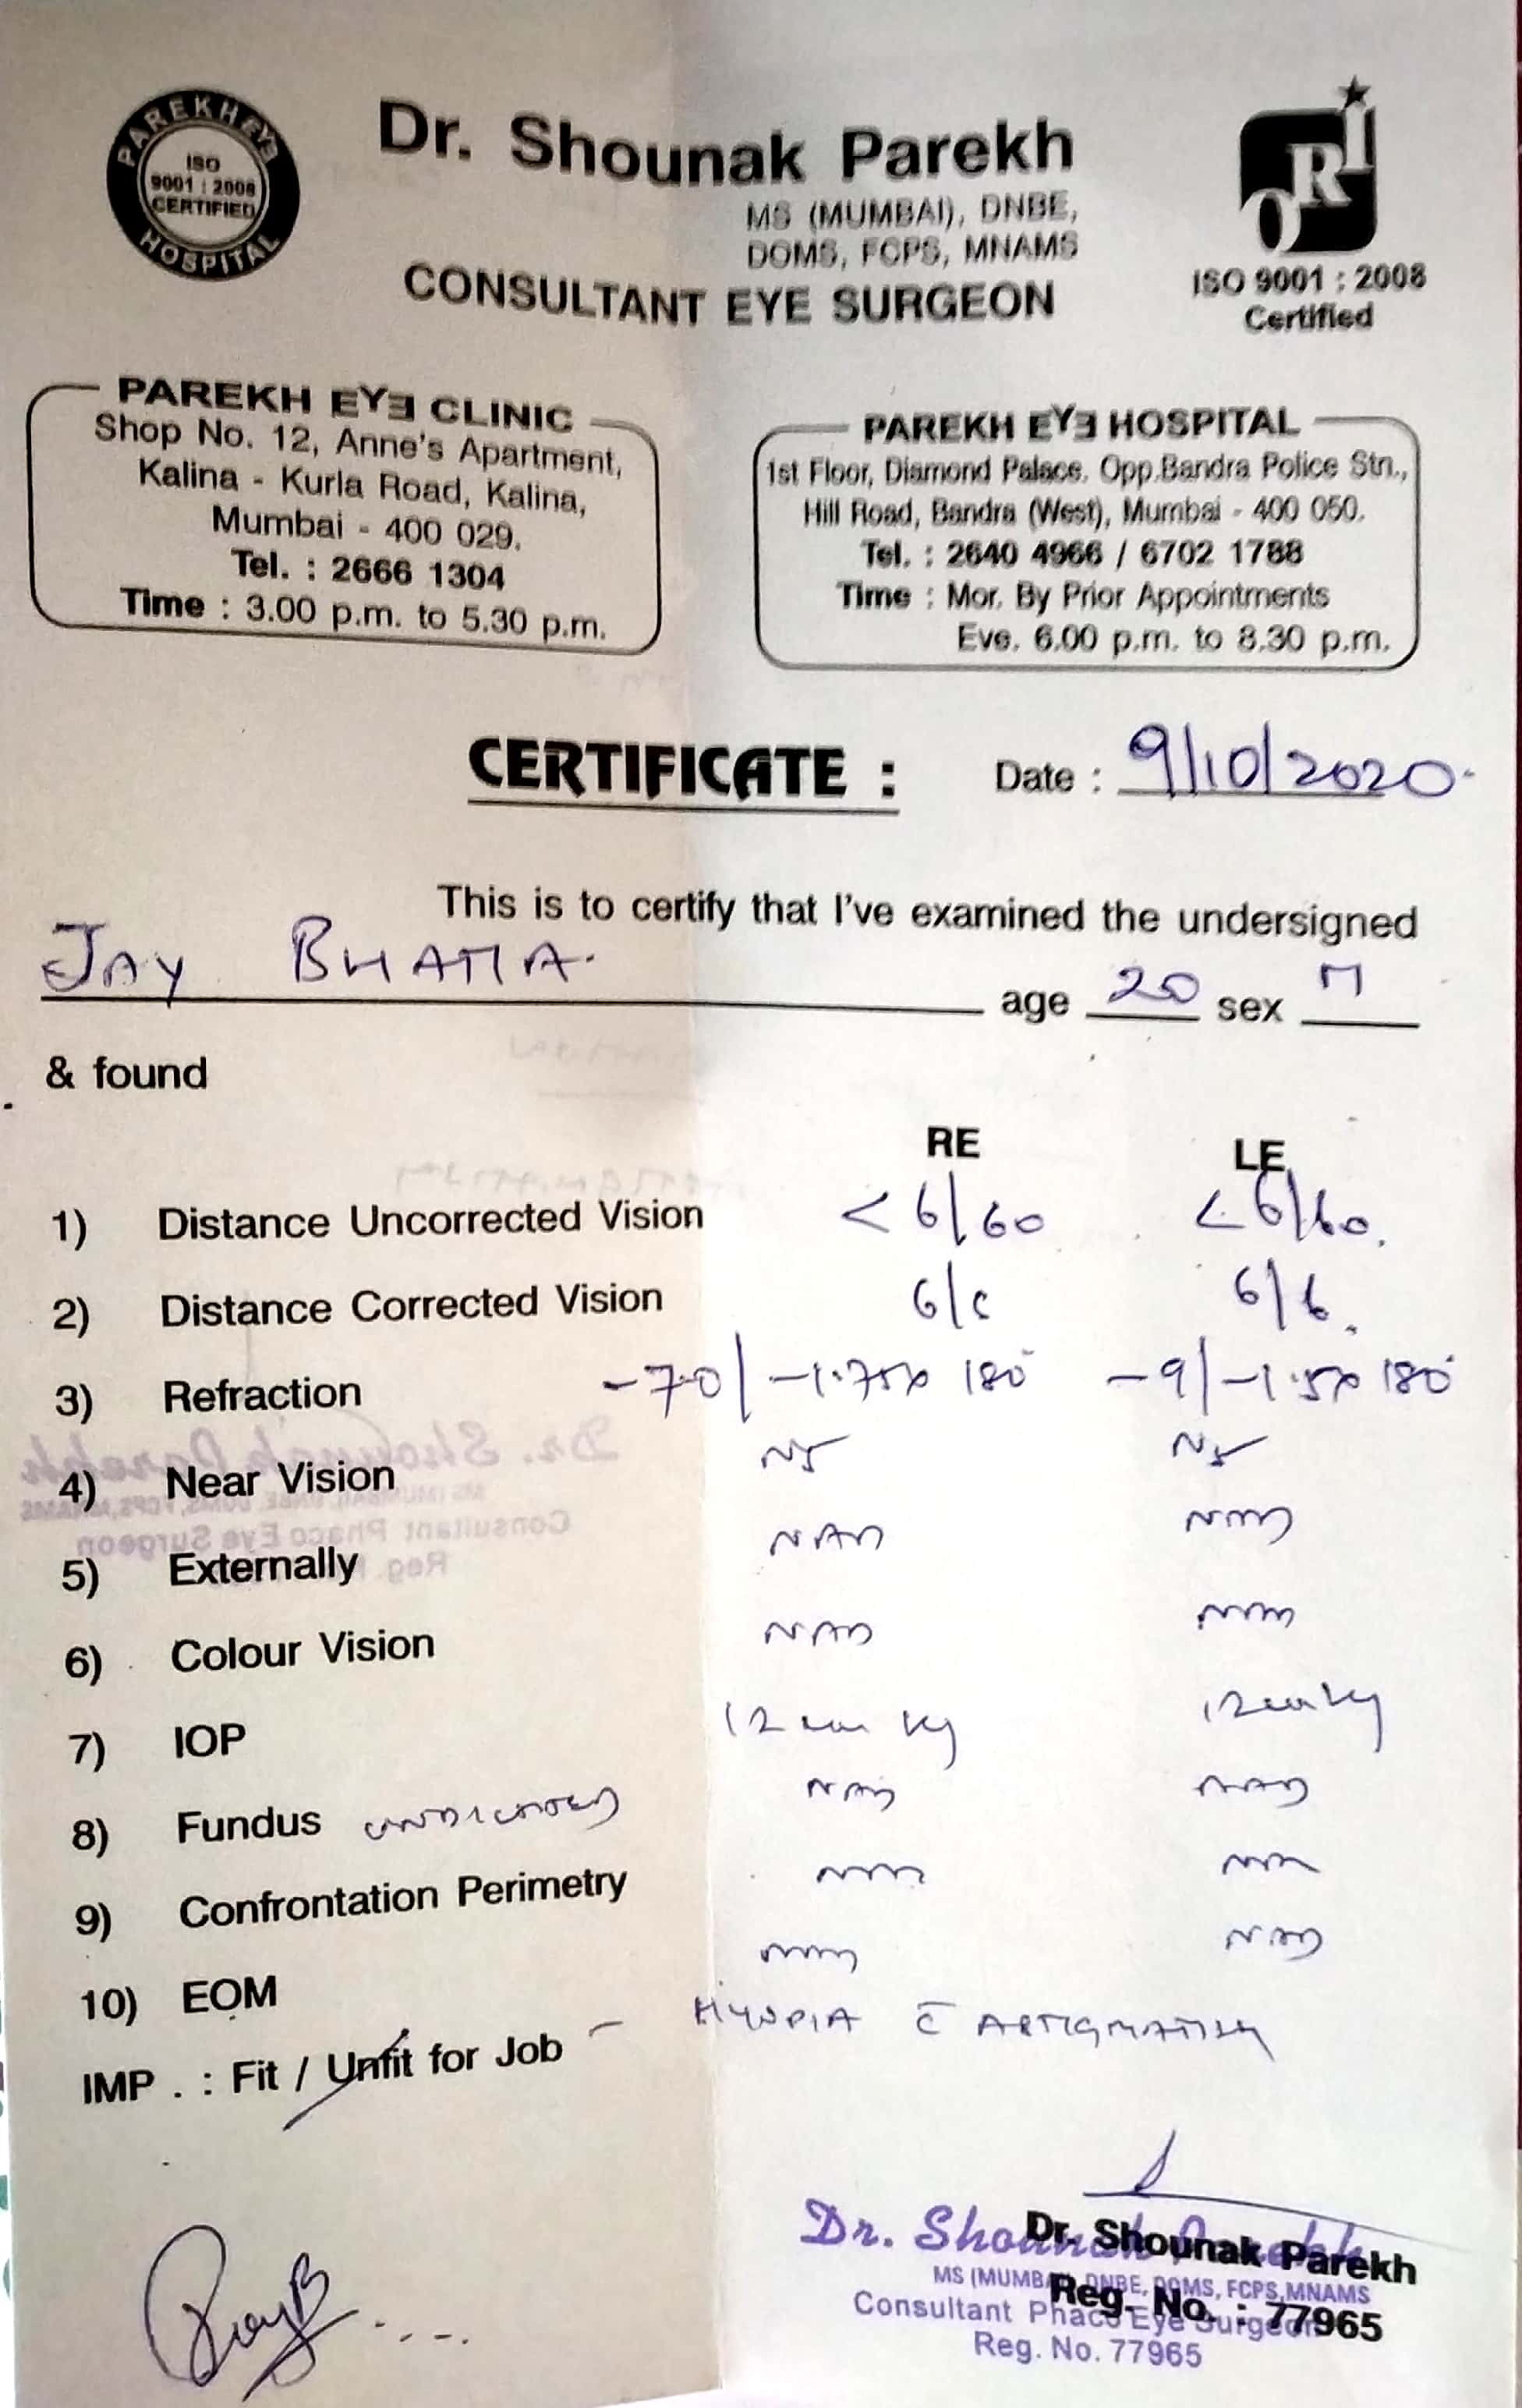 PAREKH EYE HOSPITAL
ISO
9001 : 2008
CERTIFIED
Dr. Shounak Parekh
MS (MUMBAI), DNBE,
DOMS, FCPS, MNAMS
CONSULTANT EYE SURGEON
ORI
ISO 9001 : 2008
Certified
PAREKH EYE CLINIC
Shop No. 12, Anne's Apartment,
Kalina - Kurla Road, Kalina,
Mumbai - 400 029.
Tel. : 2666 1304
Time : 3.00 p.m. to 5.30 p.m.
PAREKH EYE HOSPITAL
1st Floor, Diamond Palace, Opp.Bandra Police Stn.,
Hill Road, Bandra (West), Mumbai - 400 050.
Tel. : 2640 4966 / 6702 1788
Time : Mor. By Prior Appointments
Eve. 6.00 p.m. to 8.30 p.m.
CERTIFICATE : Date : 9/10/2020
This is to certify that I've examined the undersigned
JAY BHATIA. age 20 sex M
& found
RE LE
1) Distance Uncorrected Vision < 6/60 < 6/60.
2) Distance Corrected Vision 6/6 6/6.
3) Refraction -7.0/-1.75x 180° -9/-1.5x 180°
4) Near Vision N5 N5
5) Externally NAD NAD
6) Colour Vision NAD NAD
7) IOP 12 mm Hg 12 mm Hg
8) Fundus UNDILATED NAD NAD
9) Confrontation Perimetry
10) EOM NAD
IMP . : Fit / Unfit for Job - MYOPIA C̄ ASTIGMATISM
Dr. Shounak Parekh
MS (MUMBAI), DNBE, DOMS, FCPS, MNAMS
Consultant Phaco Eye Surgeon
Reg. No. 77965
Dr. Shounak Parekh
Reg. No. : 77965